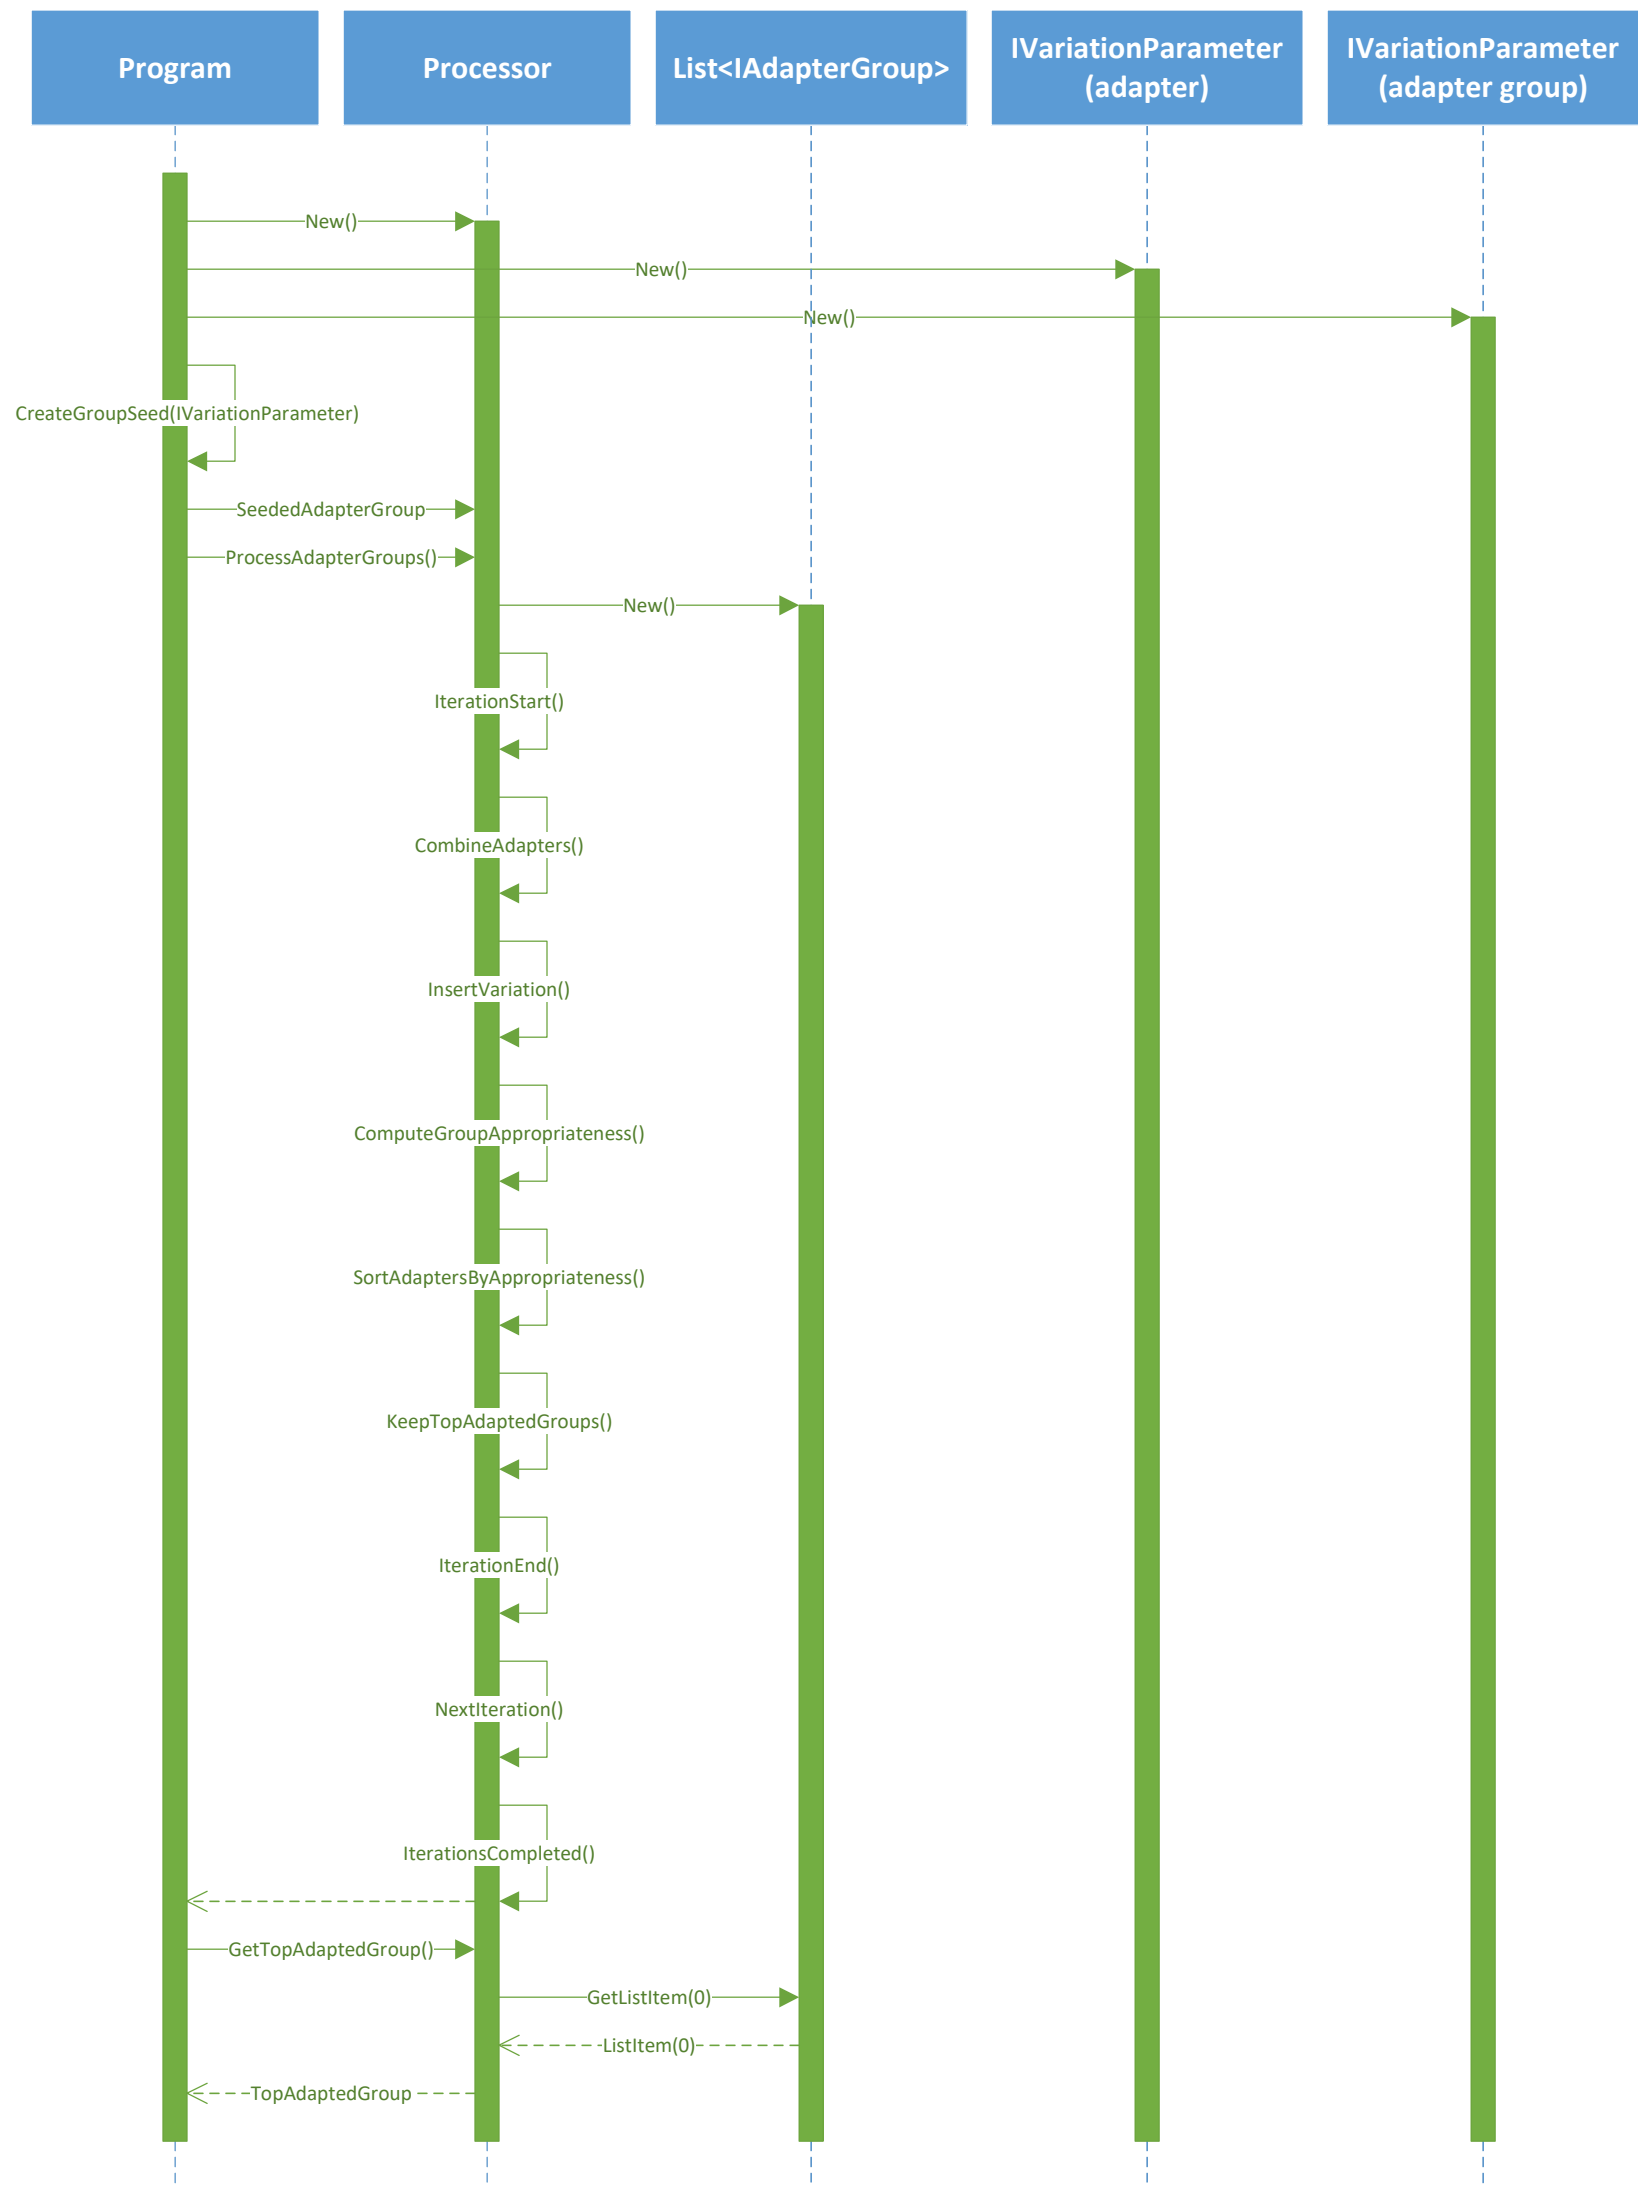 Program
Processor
List<IAdapterGroup>
IVariationParameter
(adapter)
IVariationParameter
(adapter group)
New()
New()
New()
CreateGroupSeed(IVariationParameter)
SeededAdapterGroup
ProcessAdapterGroups()
New()
IterationStart()
CombineAdapters()
InsertVariation()
ComputeGroupAppropriateness()
SortAdaptersByAppropriateness()
KeepTopAdaptedGroups()
IterationEnd()
NextIteration()
IterationsCompleted()
GetTopAdaptedGroup()
GetListItem(0)
ListItem(0)
TopAdaptedGroup